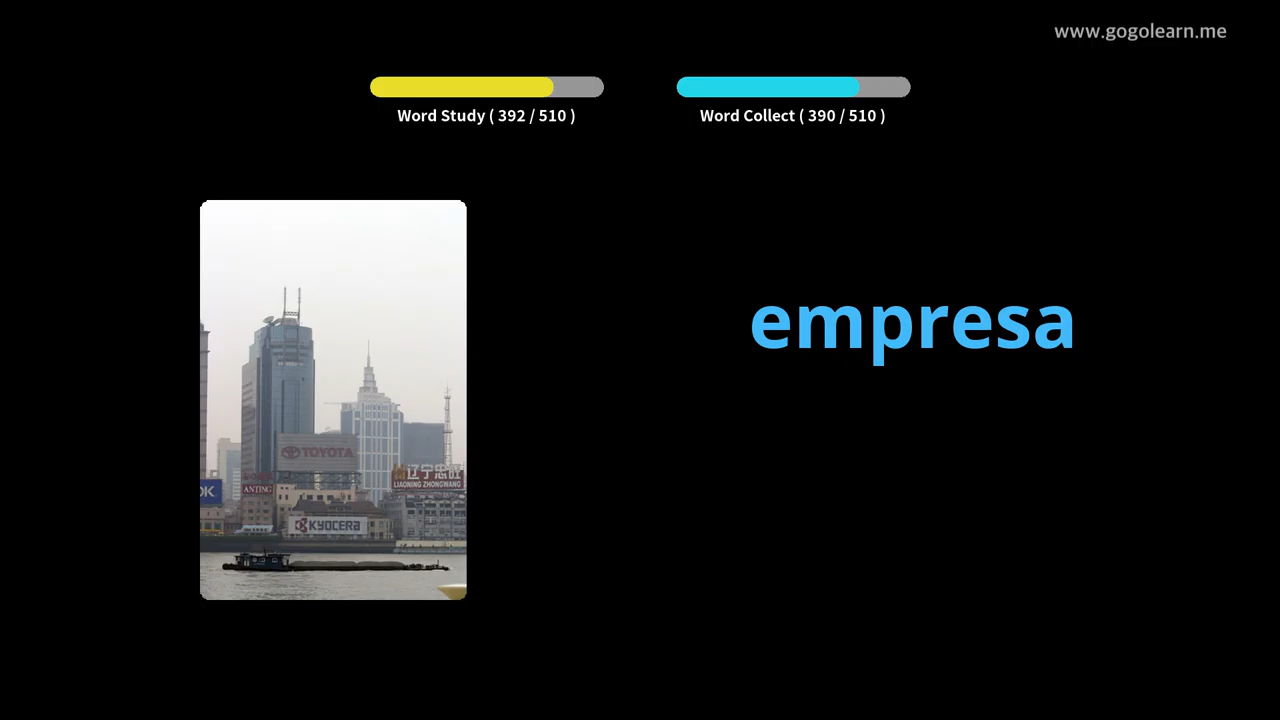 www.gogolearn.me
Word Study ( 392 / 510 )
Word Collect ( 390 / 510 )
empresa
TOYOTA
辽宁忠旺
LIAONING ZHONGWANG
OK
ANTING
KYOCERA